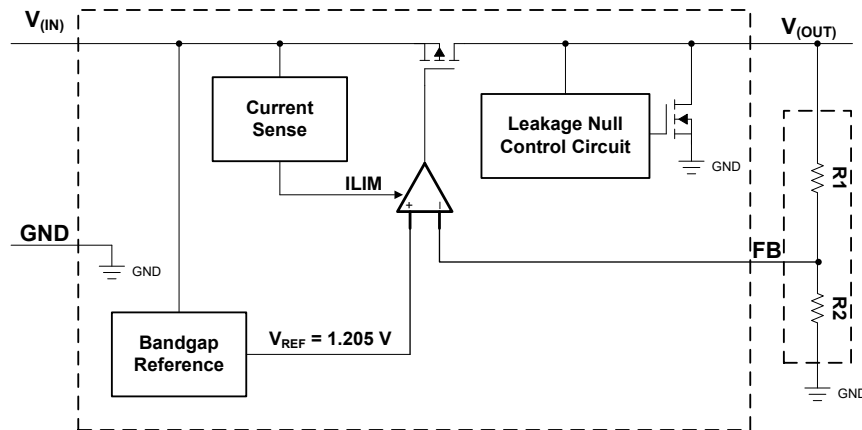 V(IN)
V(OUT)
Current
Sense
Leakage Null
Control Circuit
GND
R1
ILIM
+ −
GND
GND
FB
R2
Bandgap
Reference
VREF = 1.205 V
GND